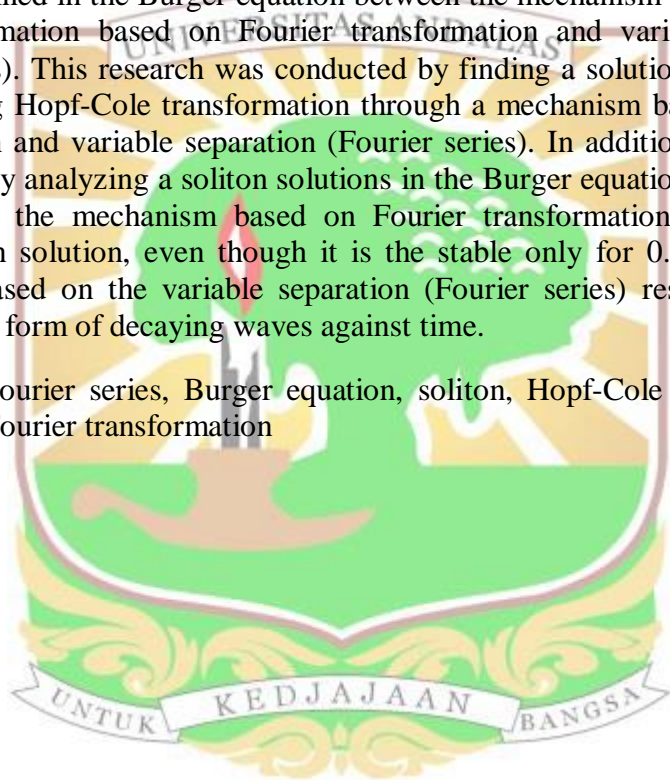 ned in the Burger equation between the mechanism
UNIVERSITAS ANDALAS
mation based on Fourier transformation and vari
s). This research was conducted by finding a solution
g Hopf-Cole transformation through a mechanism ba
n and variable separation (Fourier series). In addition
y analyzing a soliton solutions in the Burger equation
the mechanism based on Fourier transformation
n solution, even though it is the stable only for 0.
ased on the variable separation (Fourier series) res
form of decaying waves against time.
ourier series, Burger equation, soliton, Hopf-Cole
ourier transformation
UNTUK KEDJAJAAN BANGSA